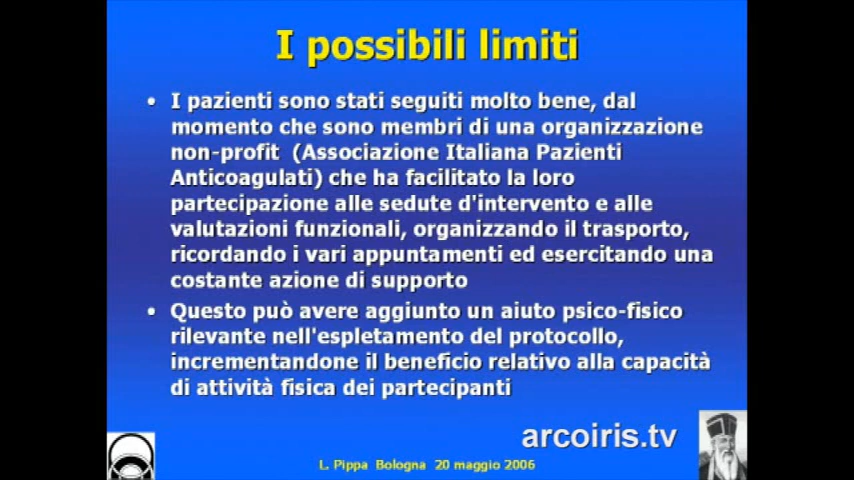 I possibili limiti
• I pazienti sono stati seguiti molto bene, dal
momento che sono membri di una organizzazione
non-profit (Associazione Italiana Pazienti
Anticoagulati) che ha facilitato la loro
partecipazione alle sedute d'intervento e alle
valutazioni funzionali, organizzando il trasporto,
ricordando i vari appuntamenti ed esercitando una
costante azione di supporto
• Questo può avere aggiunto un aiuto psico-fisico
rilevante nell'espletamento del protocollo,
incrementandone il beneficio relativo alla capacità
di attività fisica dei partecipanti
arcoiris.tv
L. Pippa Bologna 20 maggio 2006